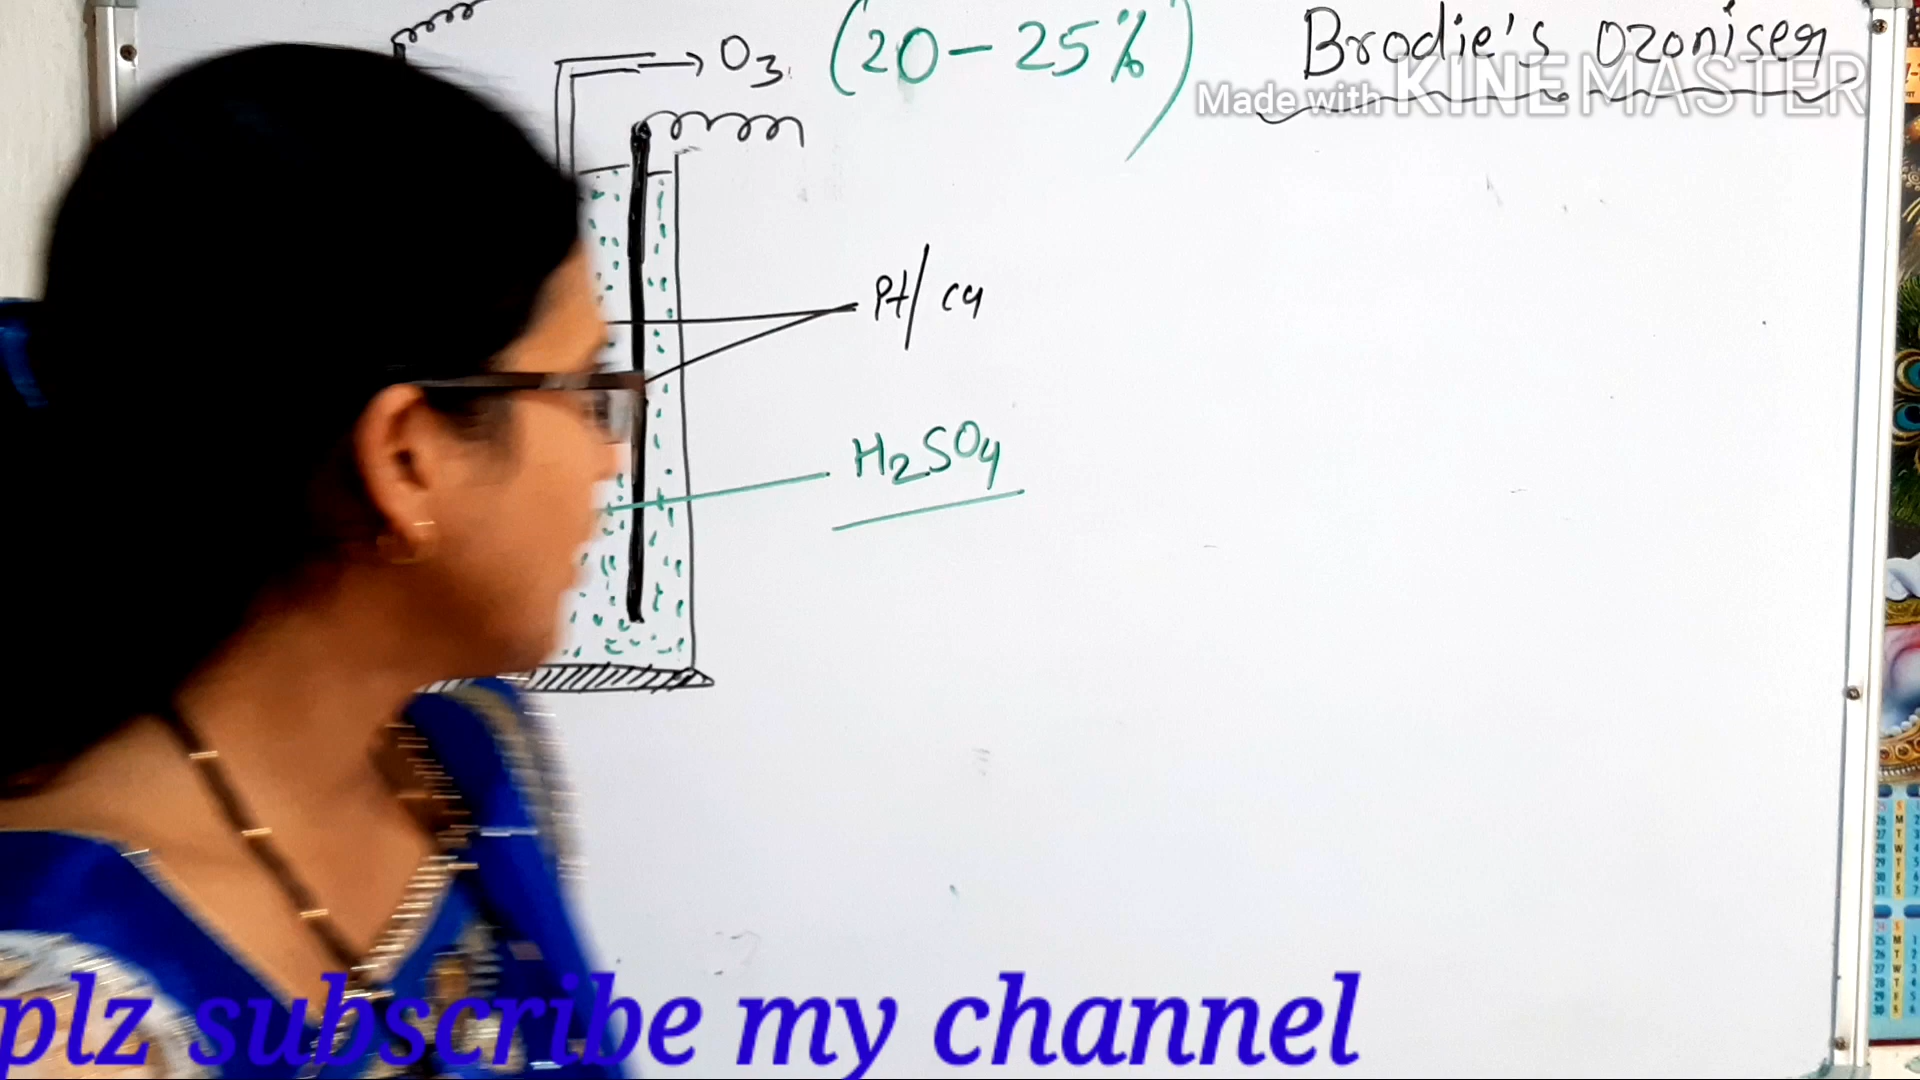 O3 (20-25%) Brodie's Ozoniser
Made with KINEMASTER
Pt/Cu
H2SO4
plz subscribe my channel